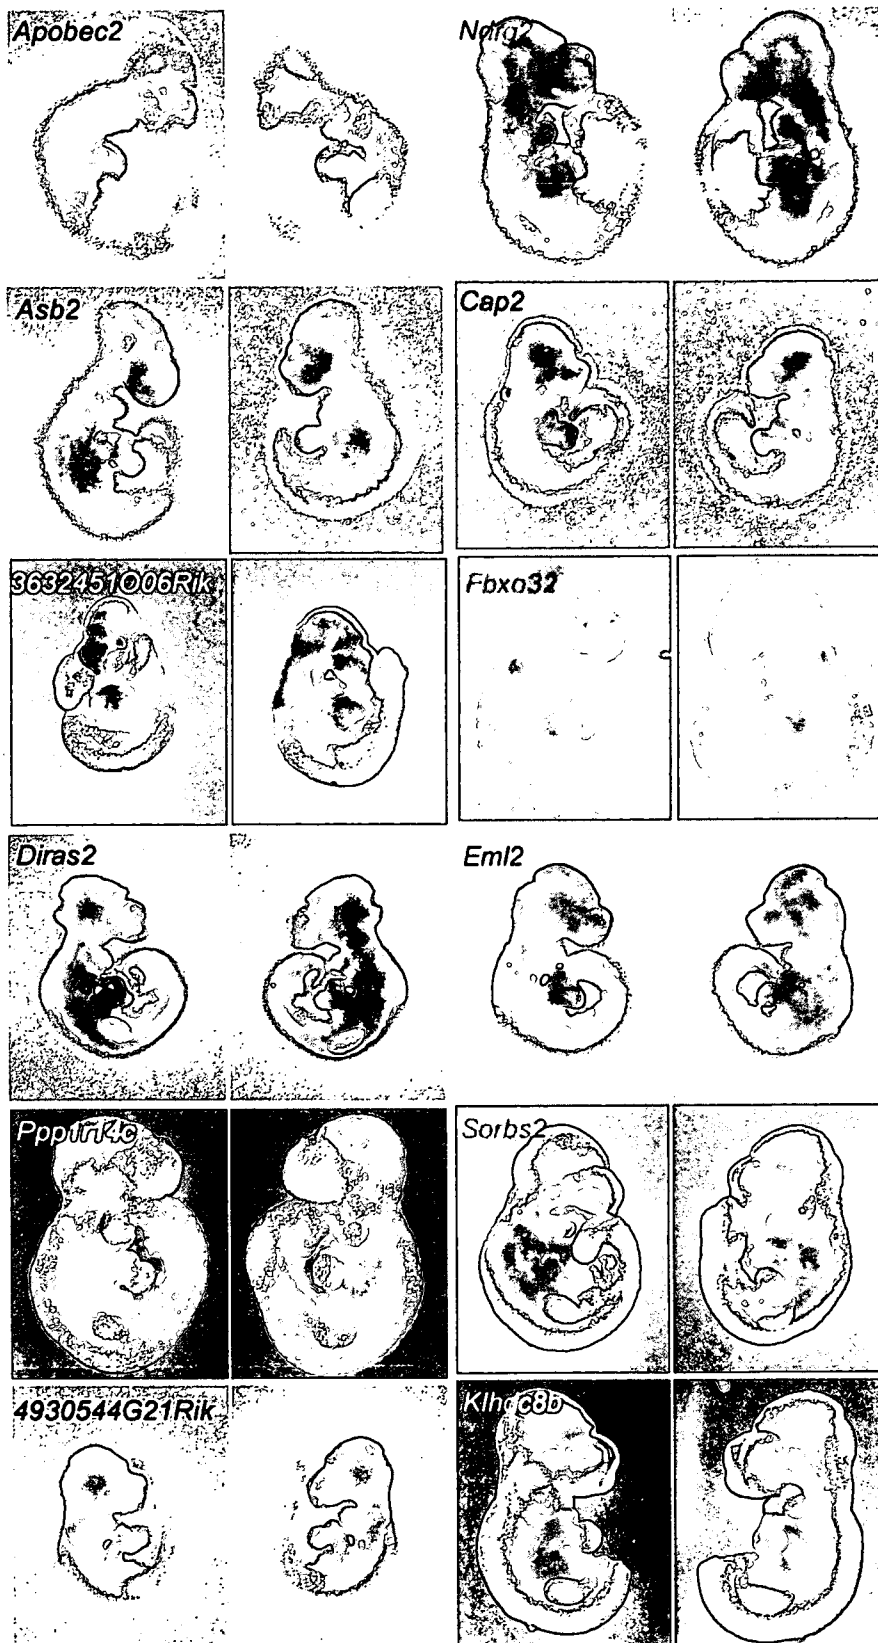 Apobec2
Ndrg2
Asb2
Cap2
3632451O06Rik
Fbxo32
Diras2
Eml2
Ppp1r14c
Sorbs2
4930544G21Rik
Klhdc8b